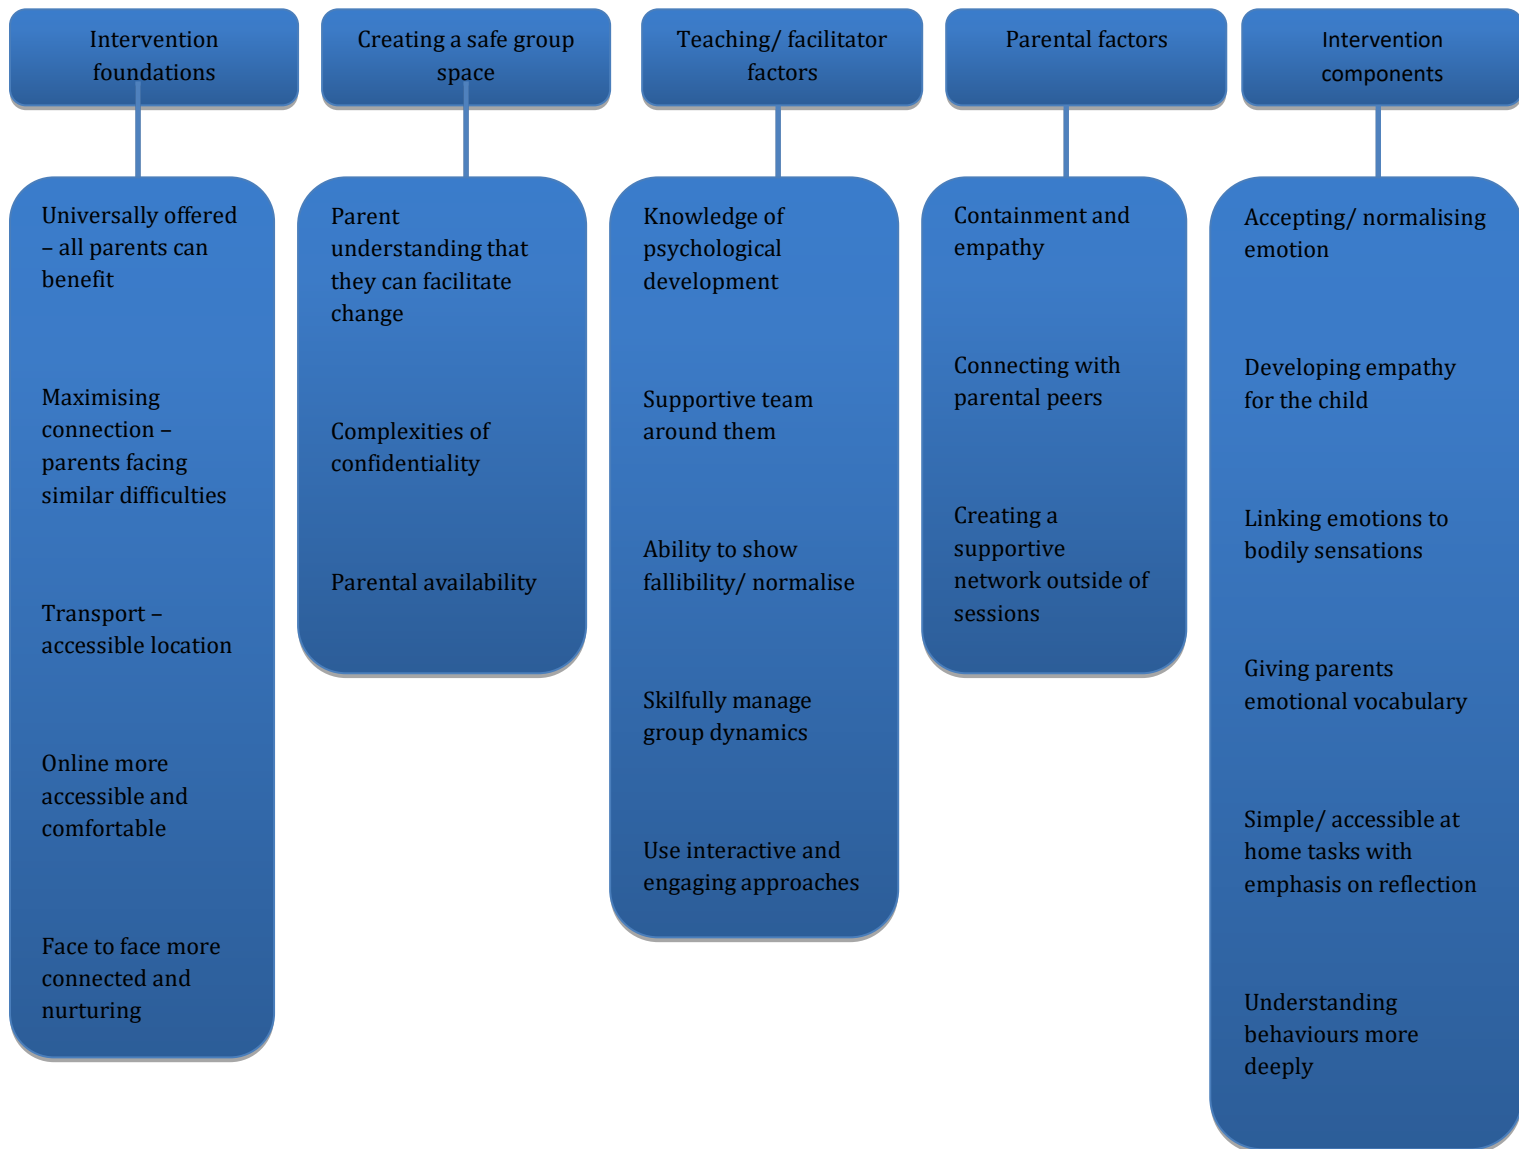 Intervention
foundations
Creating a safe group
space
Teaching/ facilitator
factors
Parental factors
Intervention
components
Universally offered
– all parents can
benefit
Maximising
connection –
parents facing
similar difficulties
Transport –
accessible location
Online more
accessible and
comfortable
Face to face more
connected and
nurturing
Parent
understanding that
they can facilitate
change
Complexities of
confidentiality
Parental availability
Knowledge of
psychological
development
Supportive team
around them
Ability to show
fallibility/ normalise
Skilfully manage
group dynamics
Use interactive and
engaging approaches
Containment and
empathy
Connecting with
parental peers
Creating a
supportive
network outside of
sessions
Accepting/ normalising
emotion
Developing empathy
for the child
Linking emotions to
bodily sensations
Giving parents
emotional vocabulary
Simple/ accessible at
home tasks with
emphasis on reflection
Understanding
behaviours more
deeply